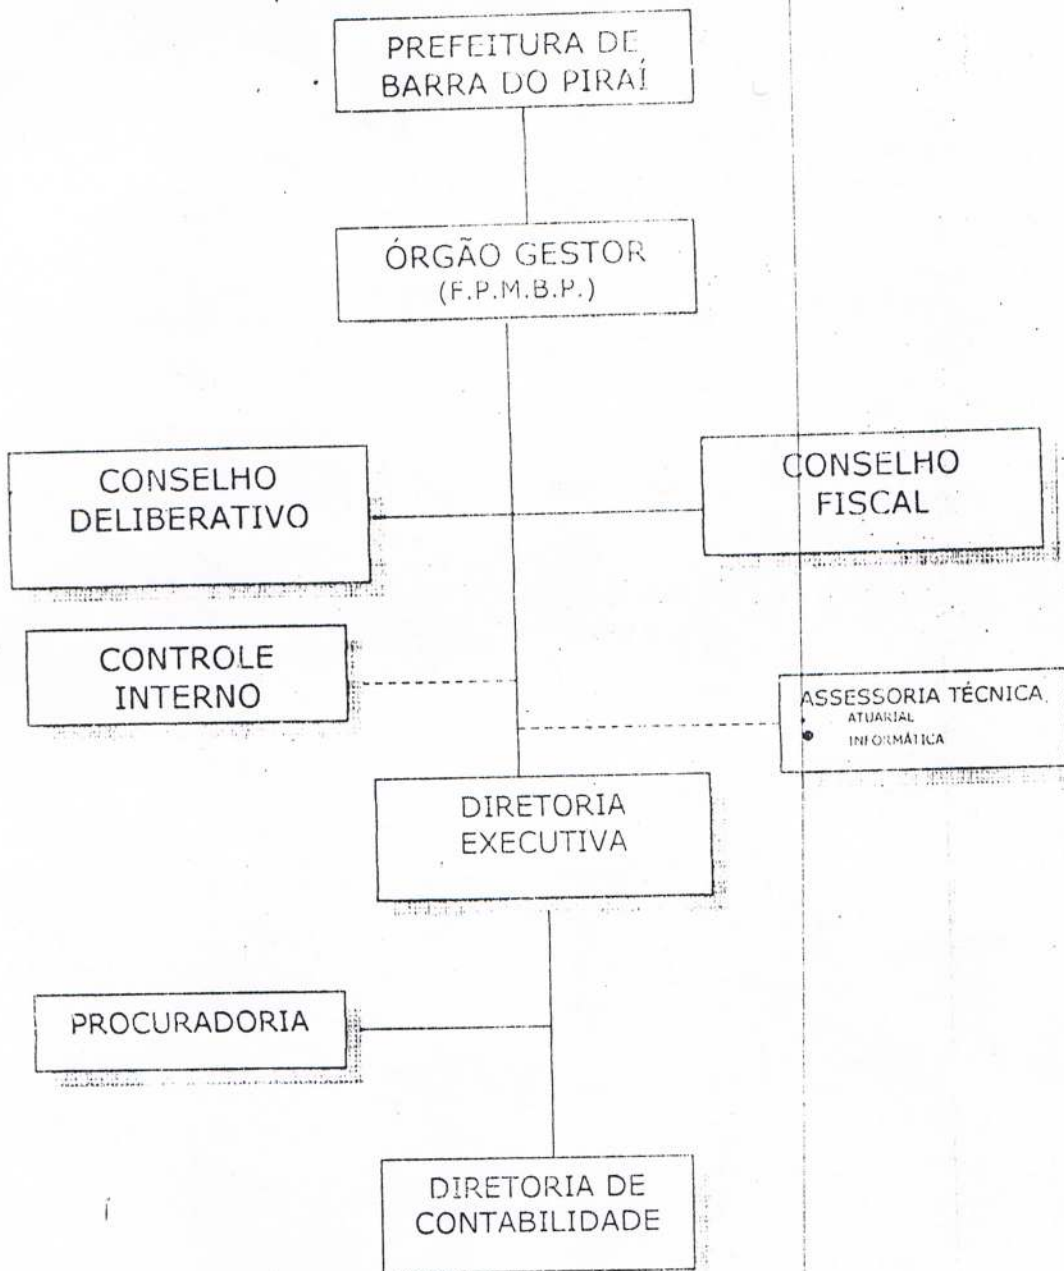 PREFEITURA DE
BARRA DO PIRAÍ
ÓRGÃO GESTOR
(F.P.M.B.P.)
CONSELHO
DELIBERATIVO
CONSELHO
FISCAL
CONTROLE
INTERNO
ASSESSORIA TÉCNICA
ATUARIAL
INFORMÁTICA
DIRETORIA
EXECUTIVA
PROCURADORIA
DIRETORIA DE
CONTABILIDADE